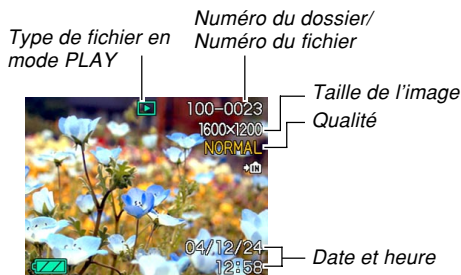 Type de fichier en
mode PLAY
Numéro du dossier/
Numéro du fichier
100-0023
1600×1200
NORMAL
IN
04/12/24
12:58
Taille de l'image
Qualité
Date et heure